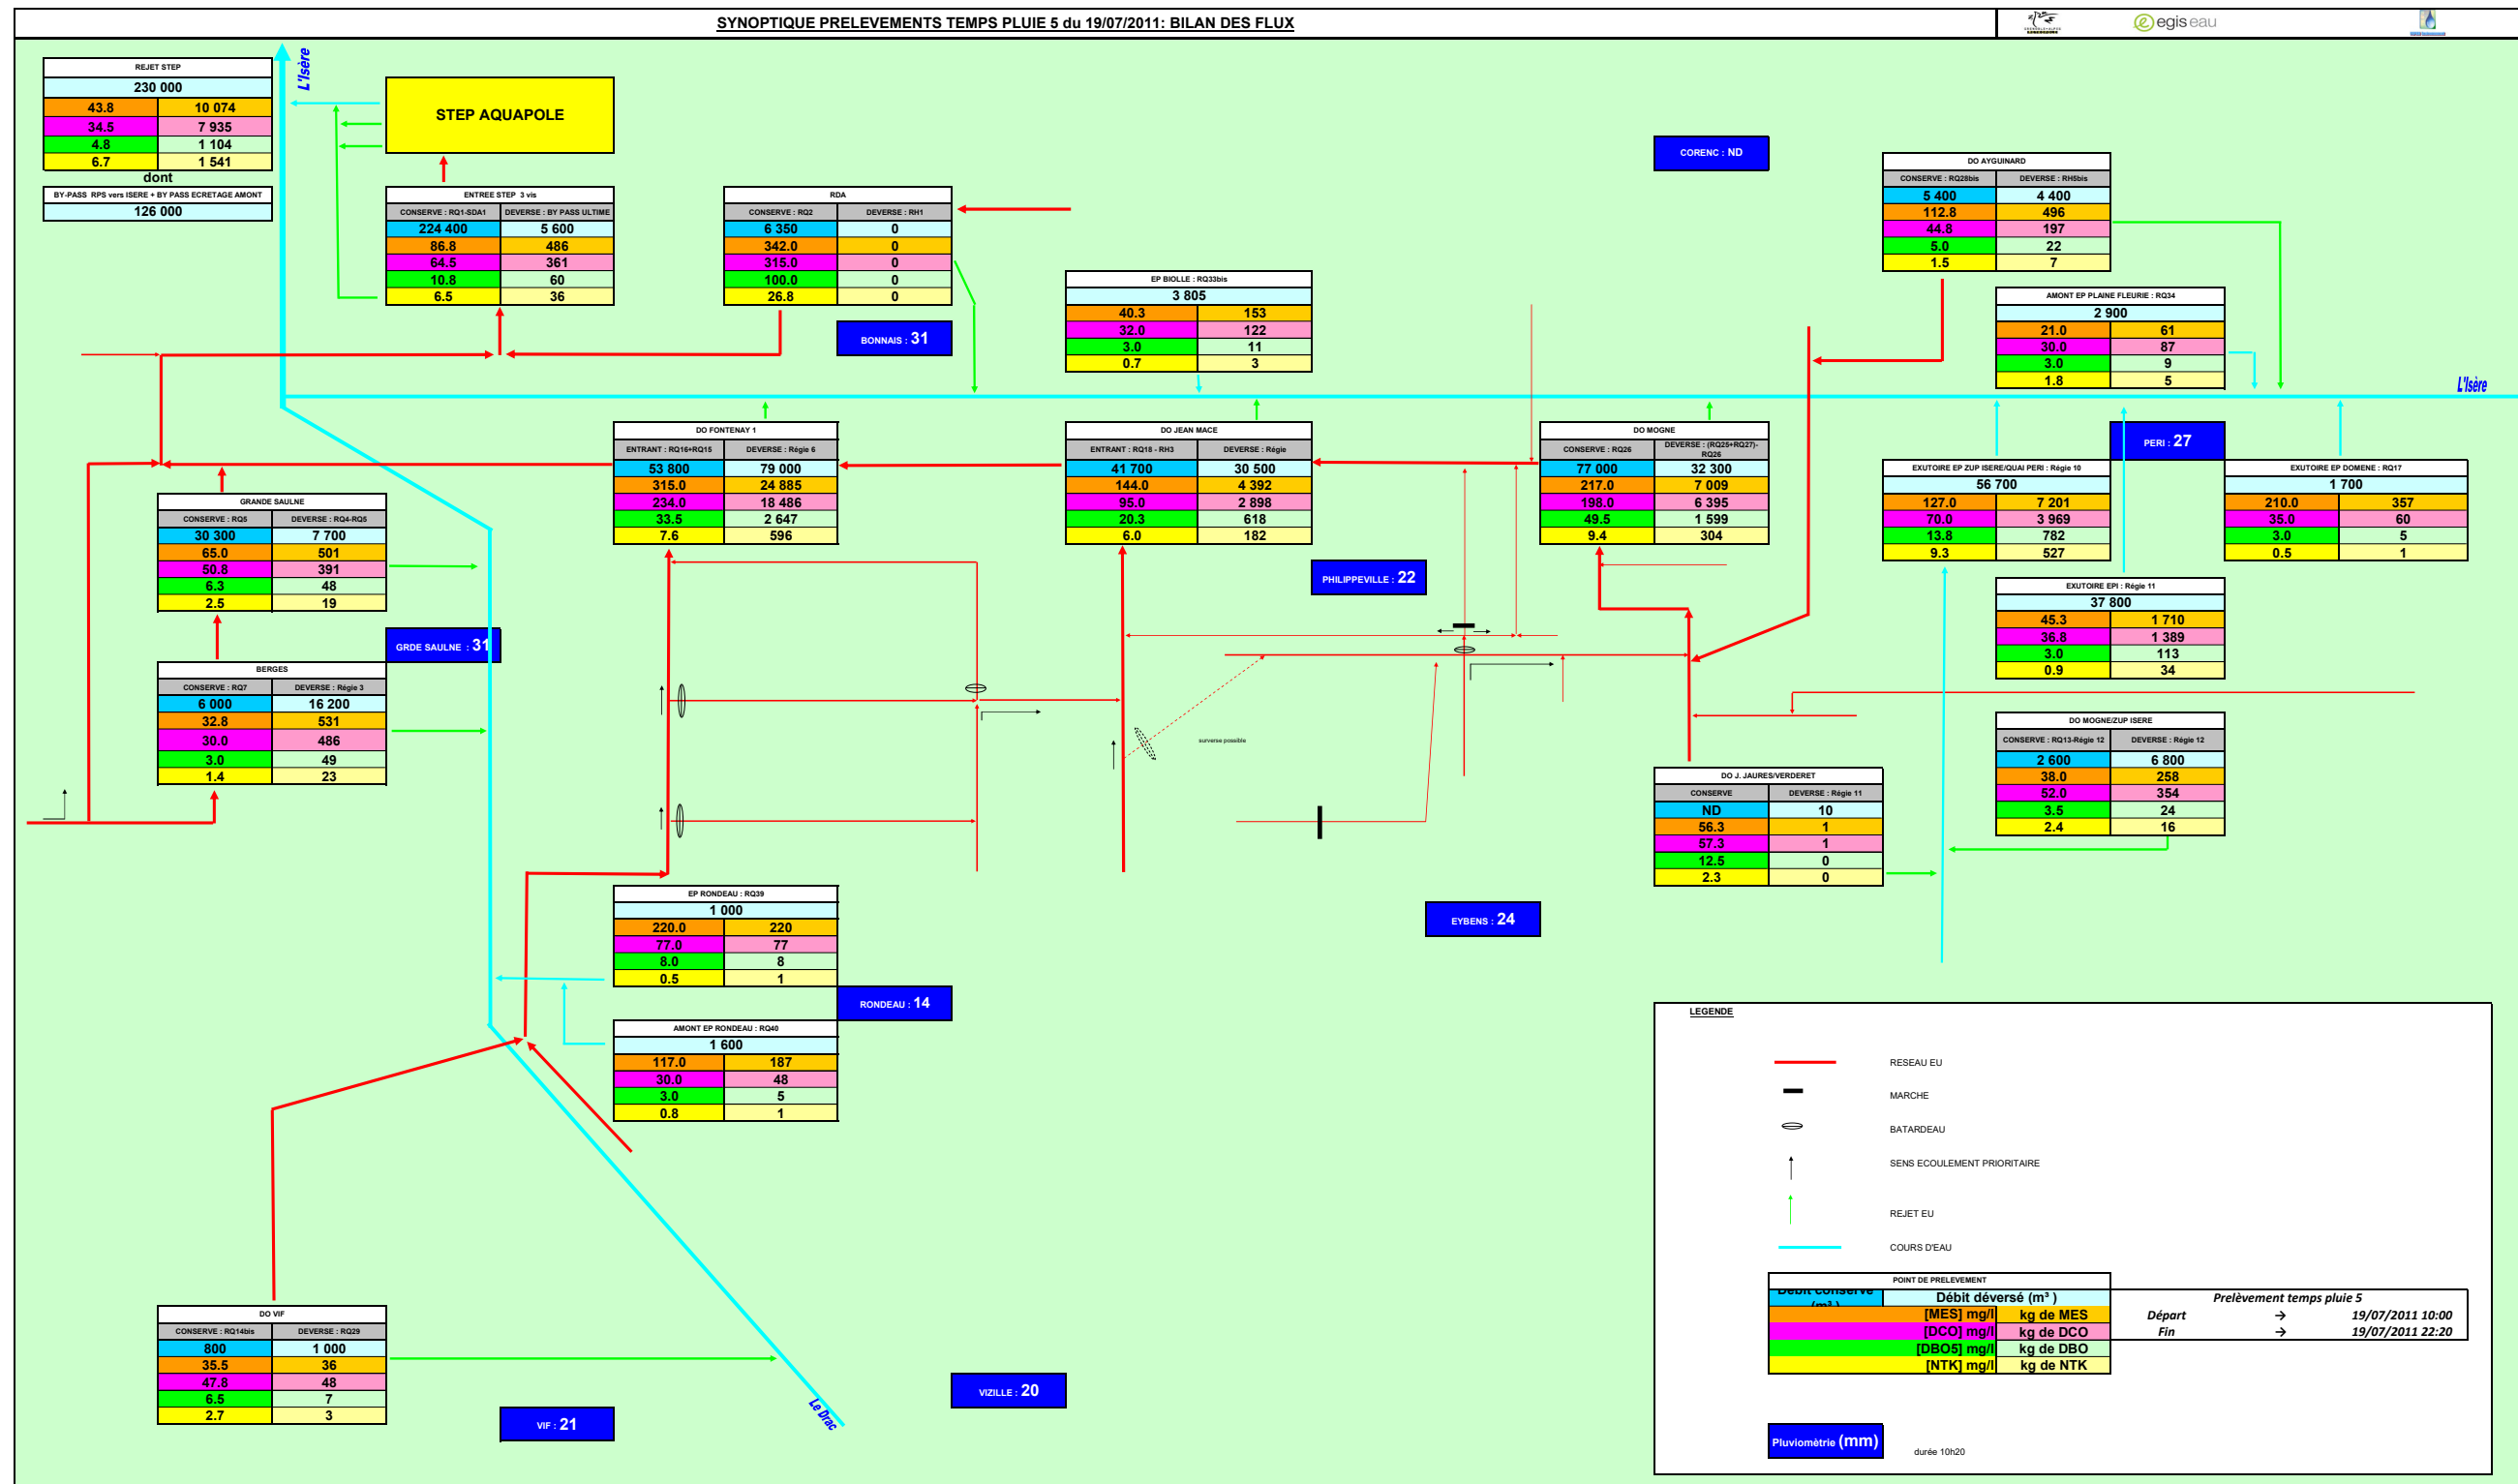 SYNOPTIQUE PRELEVEMENTS TEMPS PLUIE 5 du 19/07/2011: BILAN DES FLUX
egis eau
L'Isère
REJET STEP
230 000
43.8 10 074
34.5 7 935
4.8 1 104
6.7 1 541
dont
BY-PASS RPS vers ISERE + BY PASS ECRETAGE AMONT
126 000
STEP AQUAPOLE
ENTREE STEP 3 vis
CONSERVE : RQ1-SDA1 DEVERSE : BY PASS ULTIME
224 400 5 600
86.8 486
64.5 361
10.8 60
6.5 36
RDA
CONSERVE : RQ2 DEVERSE : RH1
6 350 0
342.0 0
315.0 0
100.0 0
26.8 0
BONNAIS : 31
EP BIOLLE : RQ33bis
3 805
40.3 153
32.0 122
3.0 11
0.7 3
CORENC : ND
DO AYGUINARD
CONSERVE : RQ28bis DEVERSE : RH5bis
5 400 4 400
112.8 496
44.8 197
5.0 22
1.5 7
AMONT EP PLAINE FLEURIE : RQ34
2 900
21.0 61
30.0 87
3.0 9
1.8 5
L'Isère
DO FONTENAY 1
ENTRANT : RQ16+RQ15 DEVERSE : Régie 6
53 800 79 000
315.0 24 885
234.0 18 486
33.5 2 647
7.6 596
DO JEAN MACE
ENTRANT : RQ18 - RH3 DEVERSE : Régie
41 700 30 500
144.0 4 392
95.0 2 898
20.3 618
6.0 182
DO MOGNE
CONSERVE : RQ26 DEVERSE : (RQ25+RQ27)-RQ26
77 000 32 300
217.0 7 009
198.0 6 395
49.5 1 599
9.4 304
PERI : 27
EXUTOIRE EP ZUP ISERE/QUAI PERI : Régie 10
56 700
127.0 7 201
70.0 3 969
13.8 782
9.3 527
EXUTOIRE EP DOMENE : RQ17
1 700
210.0 357
35.0 60
3.0 5
0.5 1
GRANDE SAULNE
CONSERVE : RQ5 DEVERSE : RQ4-RQ5
30 300 7 700
65.0 501
50.8 391
6.3 48
2.5 19
PHILIPPEVILLE : 22
EXUTOIRE EPI : Régie 11
37 800
45.3 1 710
36.8 1 389
3.0 113
0.9 34
GRDE SAULNE : 31
BERGES
CONSERVE : RQ7 DEVERSE : Régie 3
6 000 16 200
32.8 531
30.0 486
3.0 49
1.4 23
surverse possible
DO MOGNE/ZUP ISERE
CONSERVE : RQ13-Régie 12 DEVERSE : Régie 12
2 600 6 800
38.0 258
52.0 354
3.5 24
2.4 16
DO J. JAURES/VERDERET
CONSERVE DEVERSE : Régie 11
ND 10
56.3 1
57.3 1
12.5 0
2.3 0
EP RONDEAU : RQ39
1 000
220.0 220
77.0 77
8.0 8
0.5 1
EYBENS : 24
RONDEAU : 14
AMONT EP RONDEAU : RQ40
1 600
117.0 187
30.0 48
3.0 5
0.8 1
LEGENDE
RESEAU EU
MARCHE
BATARDEAU
SENS ECOULEMENT PRIORITAIRE
REJET EU
COURS D'EAU
POINT DE PRELEVEMENT
Débit conservé (m³ ) Débit déversé (m³ )
[MES] mg/l kg de MES
[DCO] mg/l kg de DCO
[DBO5] mg/l kg de DBO
[NTK] mg/l kg de NTK
Prelèvement temps pluie 5
Départ → 19/07/2011 10:00
Fin → 19/07/2011 22:20
Pluviomètrie (mm)
durée 10h20
DO VIF
CONSERVE : RQ14bis DEVERSE : RQ29
800 1 000
35.5 36
47.8 48
6.5 7
2.7 3
VIF : 21
VIZILLE : 20
Le Drac